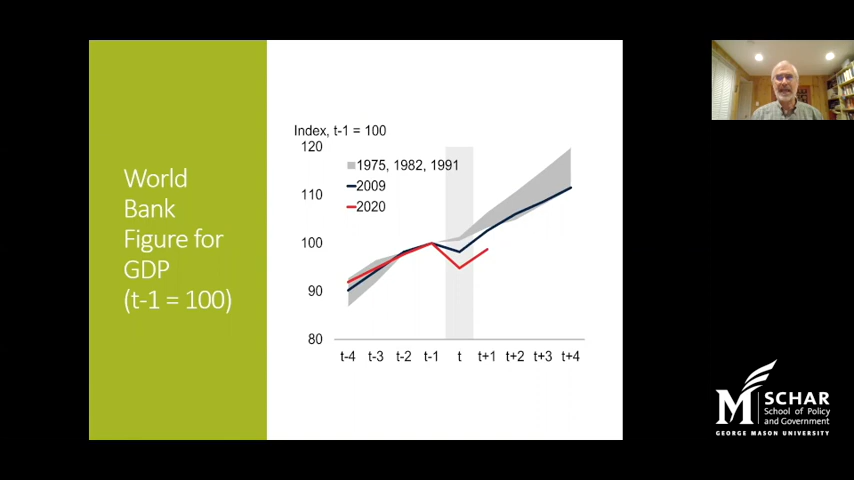 World
Bank
Figure for
GDP
(t-1 = 100)
Index, t-1 = 100
120
110
100
90
80
1975, 1982, 1991
2009
2020
t-4 t-3 t-2 t-1 t t+1 t+2 t+3 t+4
M SCHAR
School of Policy
and Government
GEORGE MASON UNIVERSITY